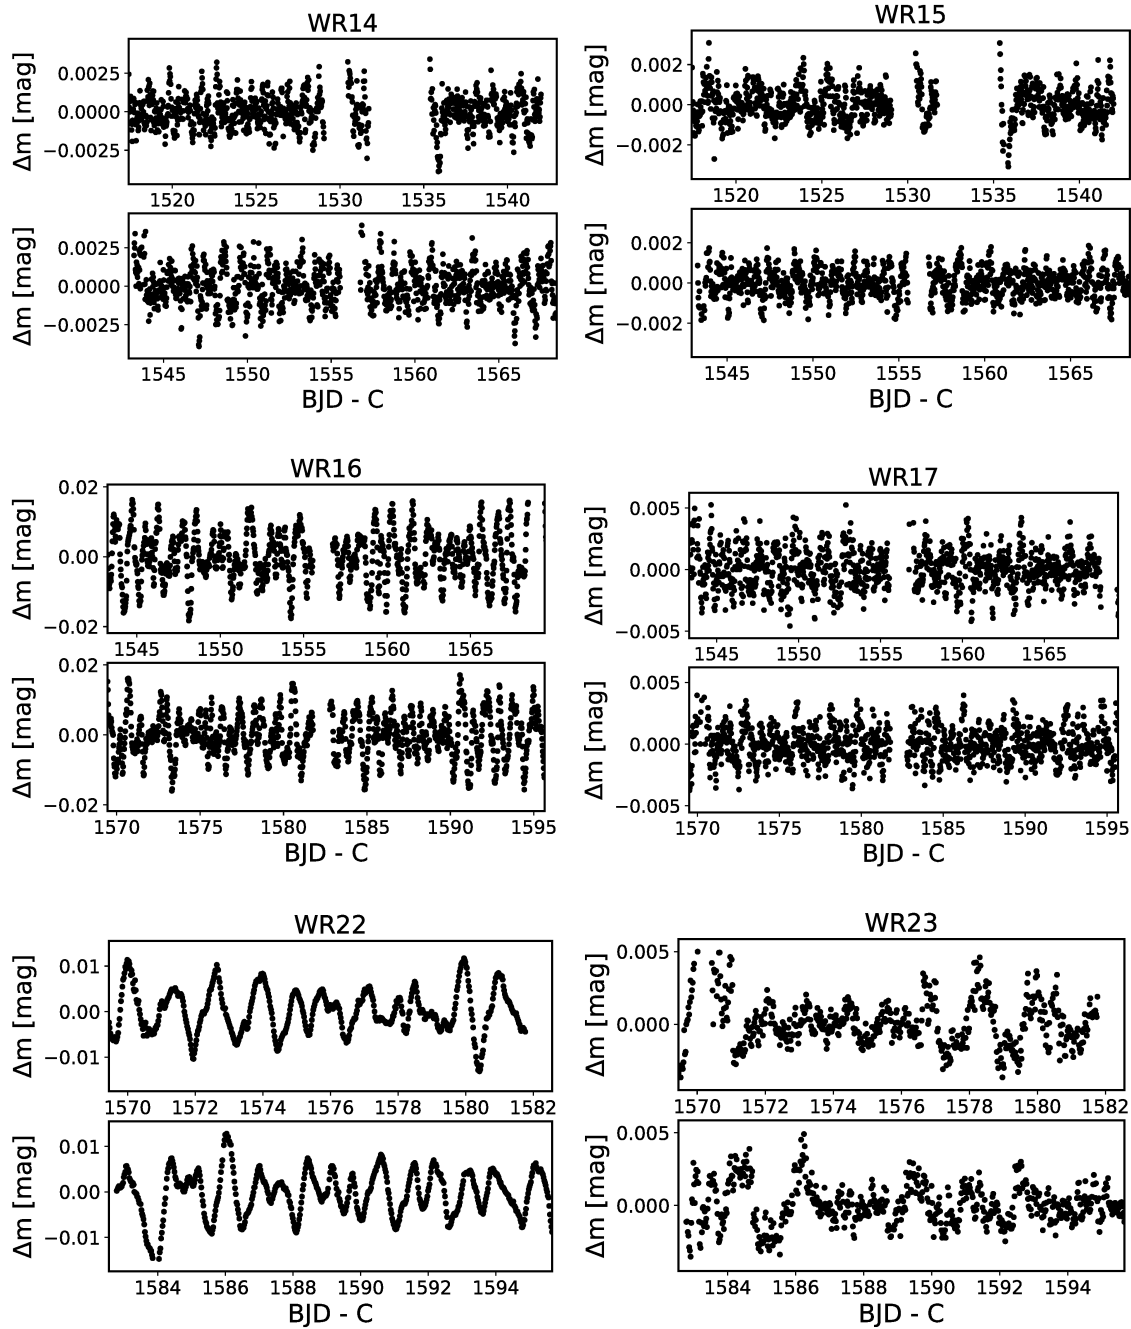 WR14
Δm [mag]
0.0025
0.0000
−0.0025
1520 1525 1530 1535 1540
Δm [mag]
0.0025
0.0000
−0.0025
1545 1550 1555 1560 1565
BJD - C
WR15
Δm [mag]
0.002
0.000
−0.002
1520 1525 1530 1535 1540
Δm [mag]
0.002
0.000
−0.002
1545 1550 1555 1560 1565
BJD - C
WR16
Δm [mag]
0.02
0.00
−0.02
1545 1550 1555 1560 1565
Δm [mag]
0.02
0.00
−0.02
1570 1575 1580 1585 1590 1595
BJD - C
WR17
Δm [mag]
0.005
0.000
−0.005
1545 1550 1555 1560 1565
Δm [mag]
0.005
0.000
−0.005
1570 1575 1580 1585 1590 1595
BJD - C
WR22
Δm [mag]
0.01
0.00
−0.01
1570 1572 1574 1576 1578 1580 1582
Δm [mag]
0.01
0.00
−0.01
1584 1586 1588 1590 1592 1594
BJD - C
WR23
Δm [mag]
0.005
0.000
1570 1572 1574 1576 1578 1580 1582
Δm [mag]
0.005
0.000
1584 1586 1588 1590 1592 1594
BJD - C